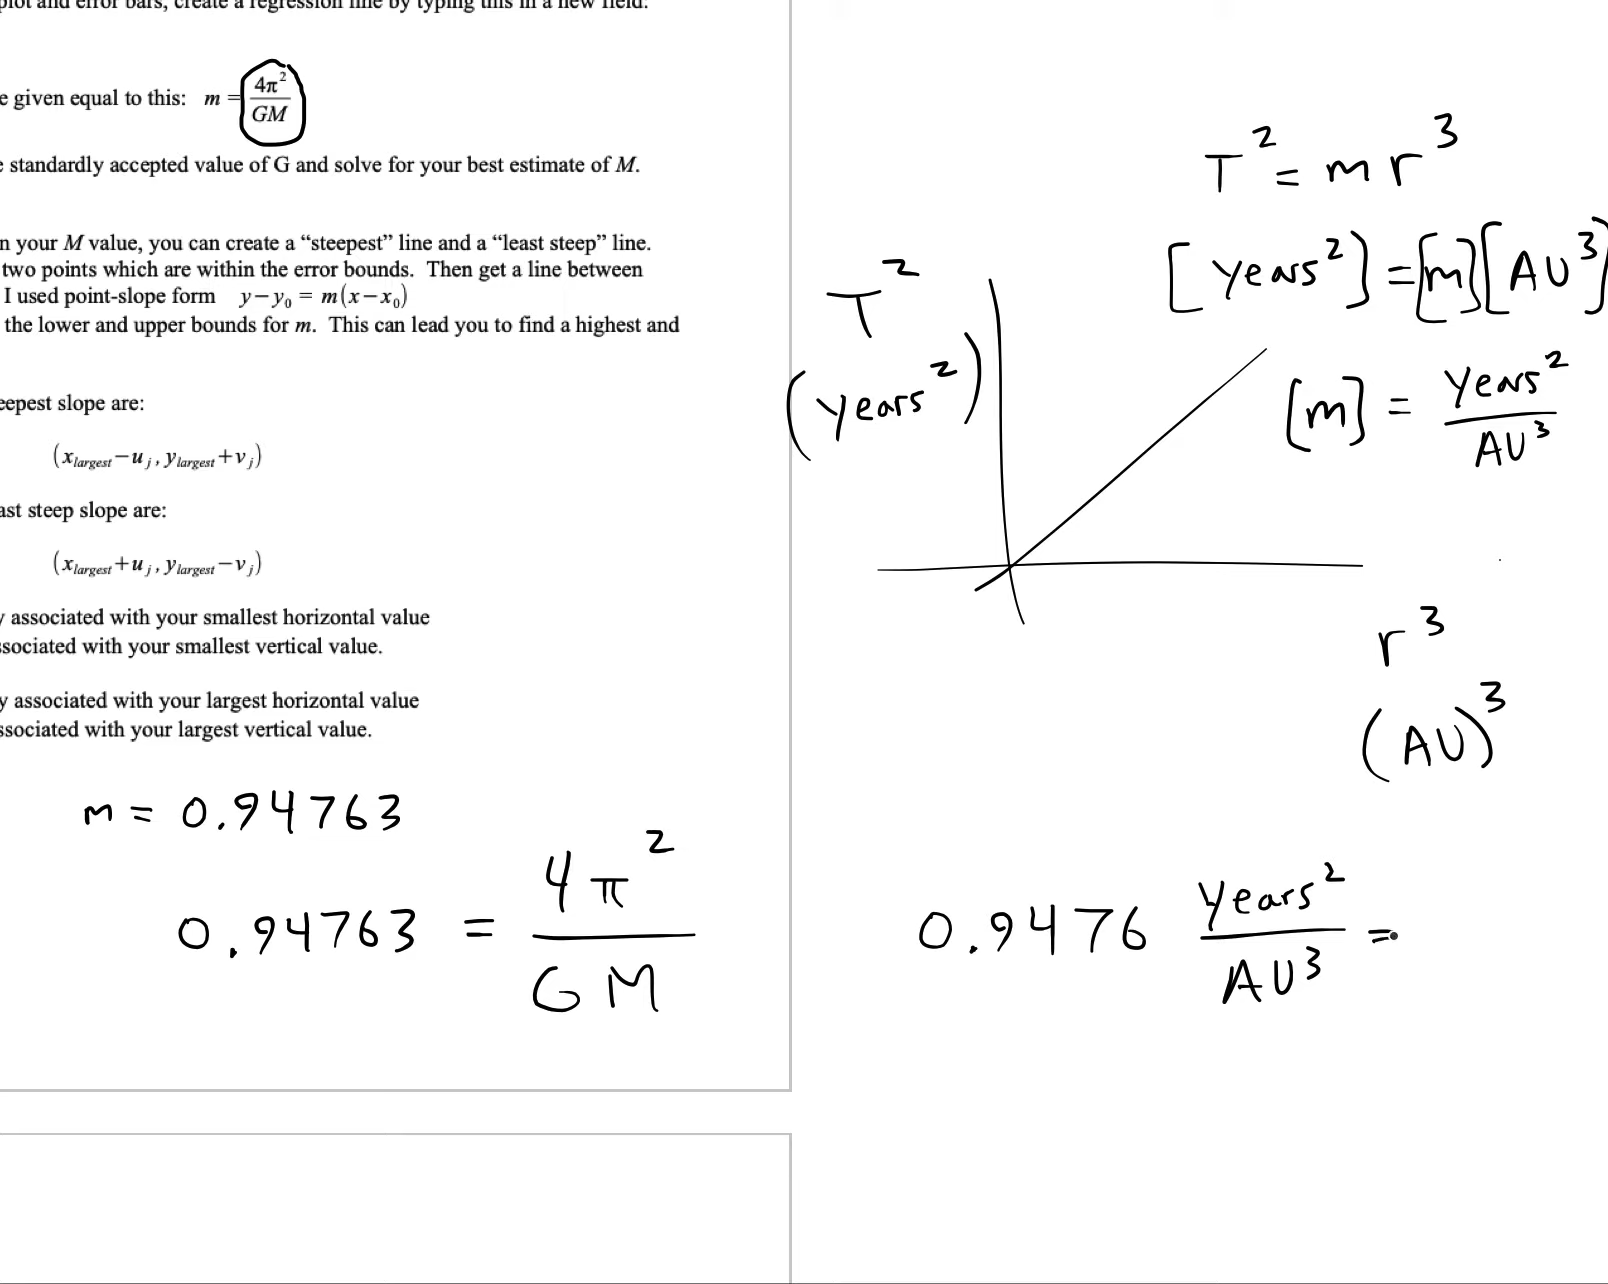 plot and error bars, create a regression line by typing this in a new field:
e given equal to this: m = 4π²/GM
e standardly accepted value of G and solve for your best estimate of M.
n your M value, you can create a “steepest” line and a “least steep” line.
two points which are within the error bounds. Then get a line between
I used point-slope form y−y₀ = m(x−x₀)
the lower and upper bounds for m. This can lead you to find a highest and
eepest slope are:
(x_largest−u_j, y_largest+v_j)
ast steep slope are:
(x_largest+u_j, y_largest−v_j)
y associated with your smallest horizontal value
ssociated with your smallest vertical value.
y associated with your largest horizontal value
ssociated with your largest vertical value.
m = 0.94763
0.94763 = 4π²/GM
T² = m r³
[years²] = [m][AU³]
[m] = years²/AU³
T²
(years²)
r³
(AU)³
0.9476 years²/AU³ =